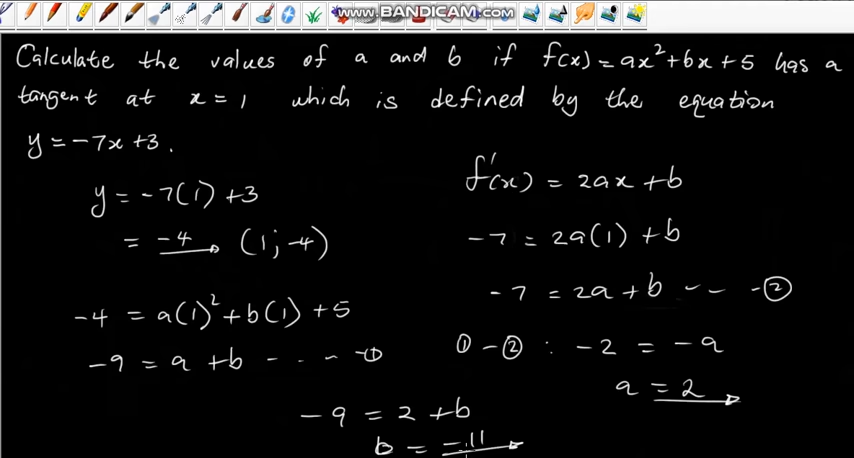 www.BANDICAM.com
Calculate the values of a and b if f(x) = ax² + bx + 5 has a
tangent at x = 1 which is defined by the equation
y = -7x + 3.
y = -7(1) + 3
= -4 (1; -4)
-4 = a(1)² + b(1) + 5
-9 = a + b - - - - ①
f'(x) = 2ax + b
-7 = 2a(1) + b
-7 = 2a + b - - - ②
① - ② : -2 = -a
a = 2
-9 = 2 + b
b = -11